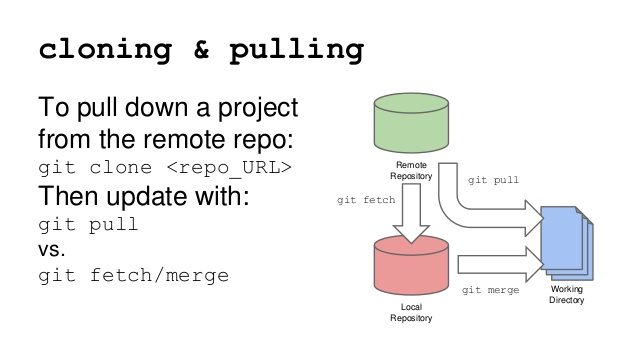 cloning & pulling
To pull down a project
from the remote repo:
git clone <repo_URL>
Then update with:
git pull
vs.
git fetch/merge
Remote
Repository
git pull
git fetch
Local
Repository
git merge
Working
Directory